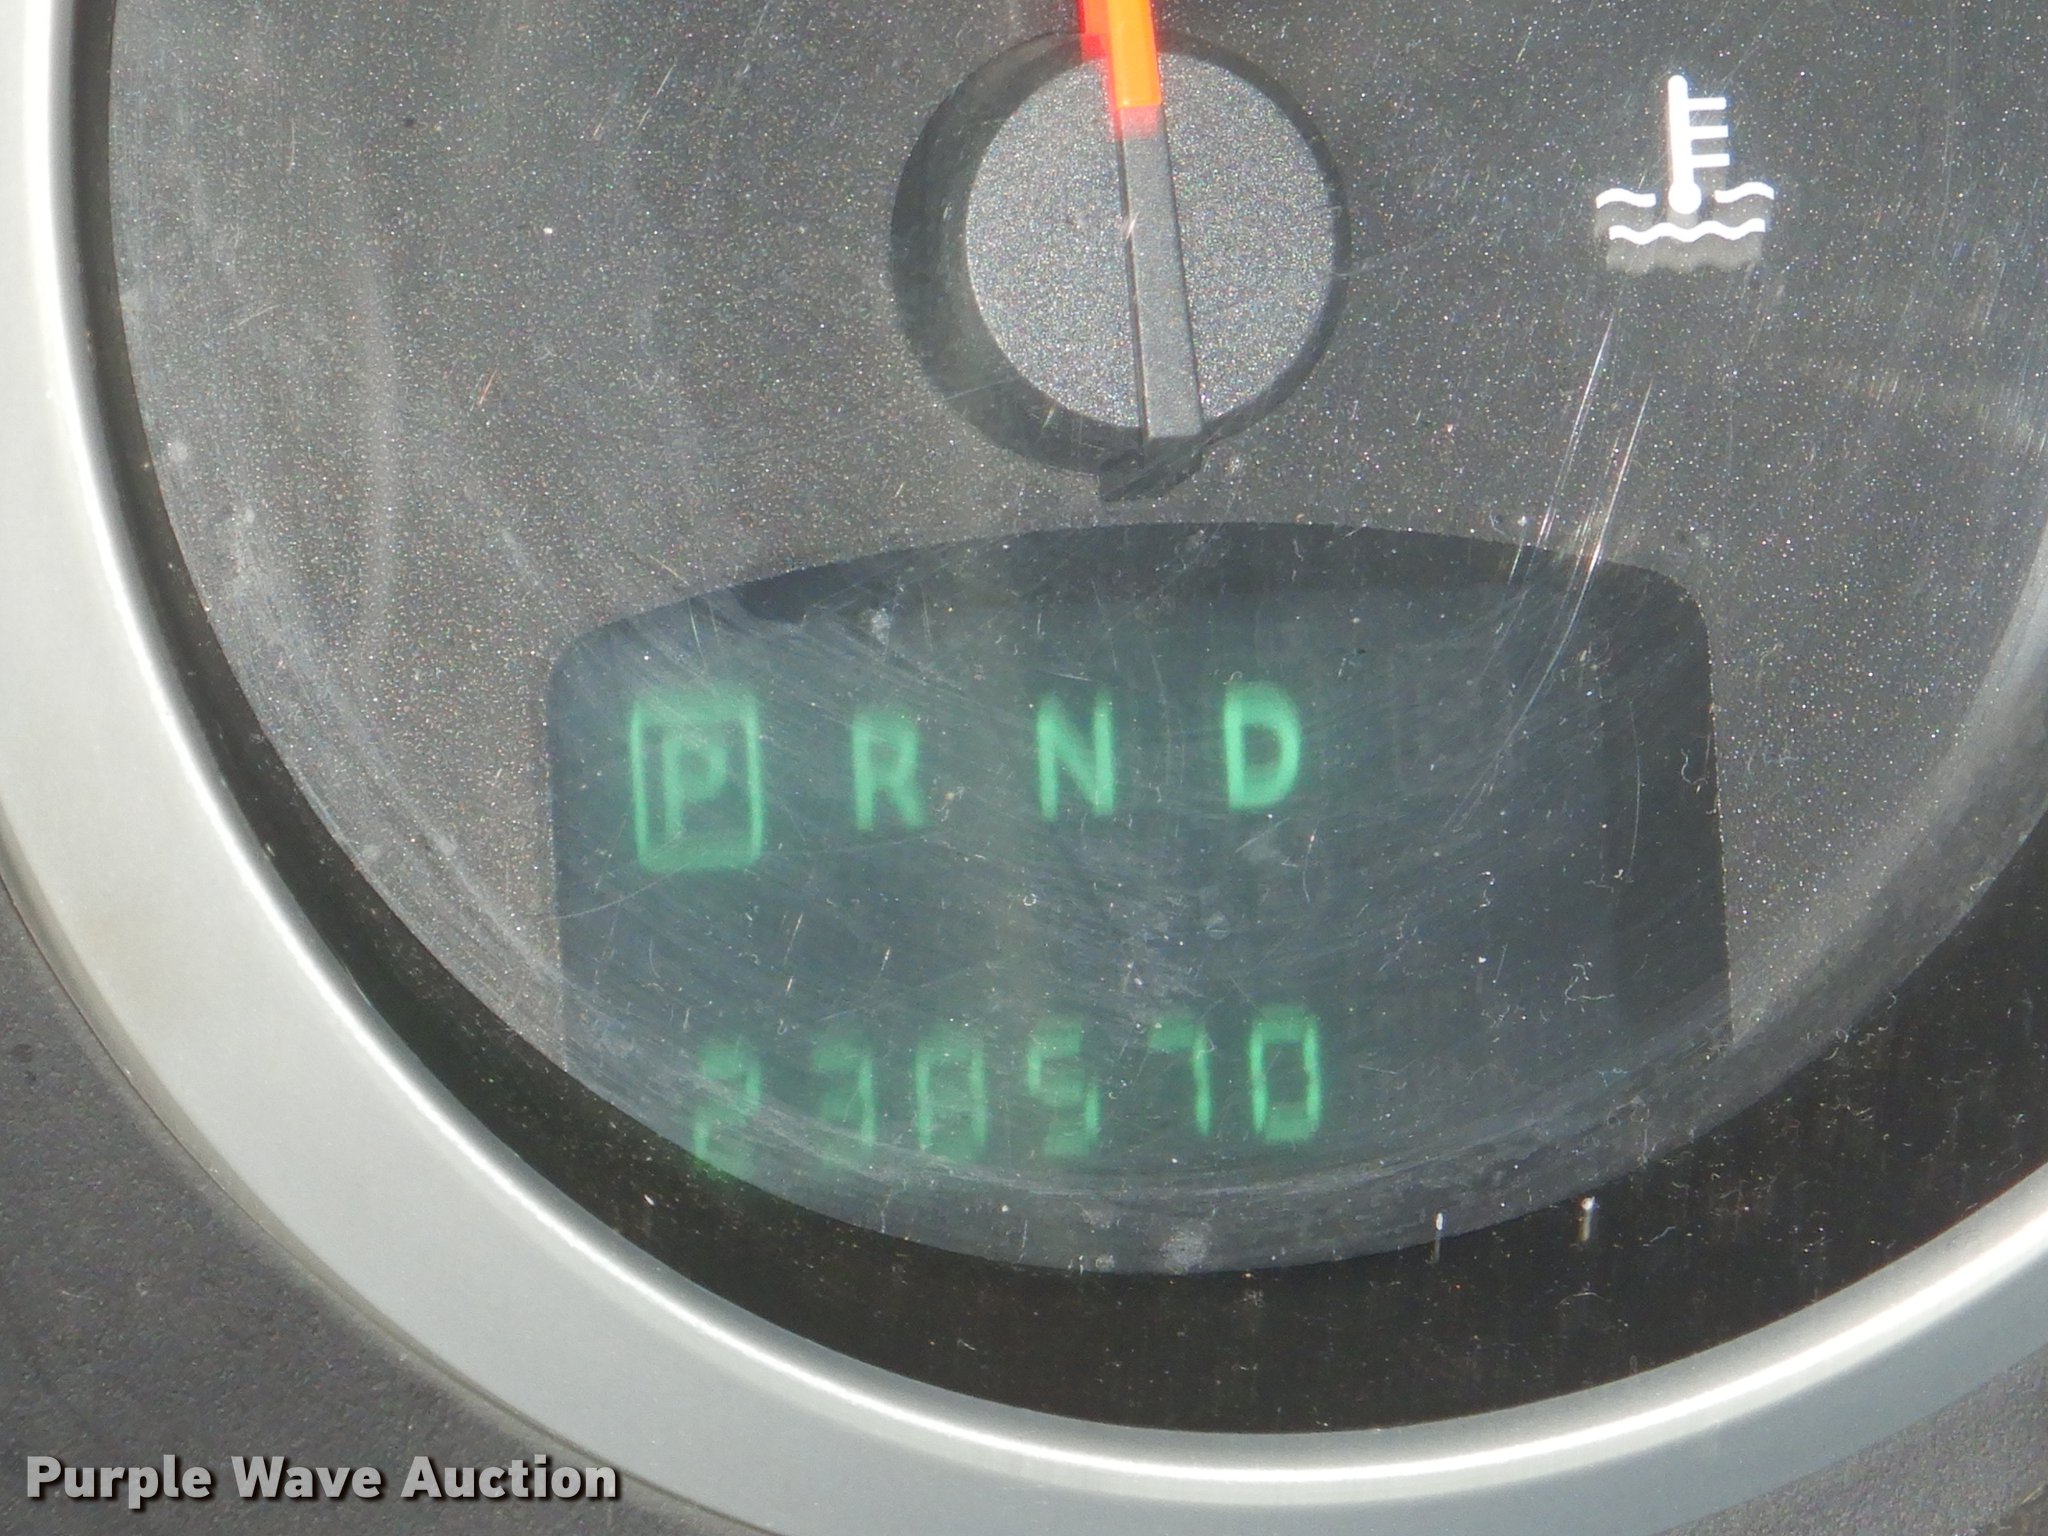 P R N D
Purple Wave Auction